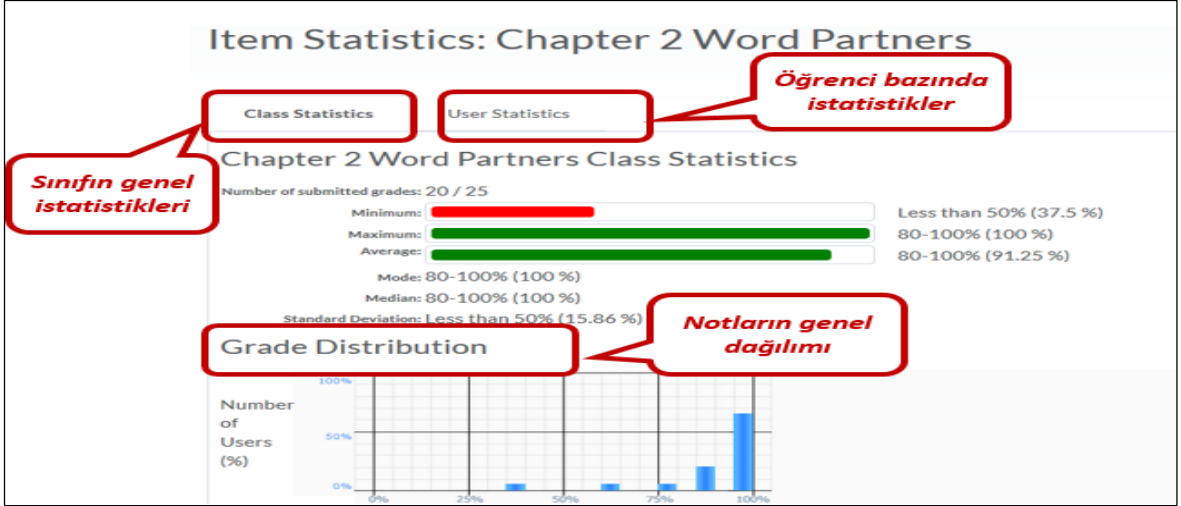 Item Statistics: Chapter 2 Word Partners
Öğrenci bazında
istatistikler
Class Statistics
User Statistics
Sınıfın genel
istatistikleri
Chapter 2 Word Partners Class Statistics
Number of submitted grades: 20 / 25
Minimum: Less than 50% (37.5 %)
Maximum: 80-100% (100 %)
Average: 80-100% (91.25 %)
Mode: 80-100% (100 %)
Median: 80-100% (100 %)
Standard Deviation: Less than 50% (15.86 %)
Notların genel
dağılımı
Grade Distribution
Number
of
Users
(%)
100%
50%
0%
0% 25% 50% 75% 100%